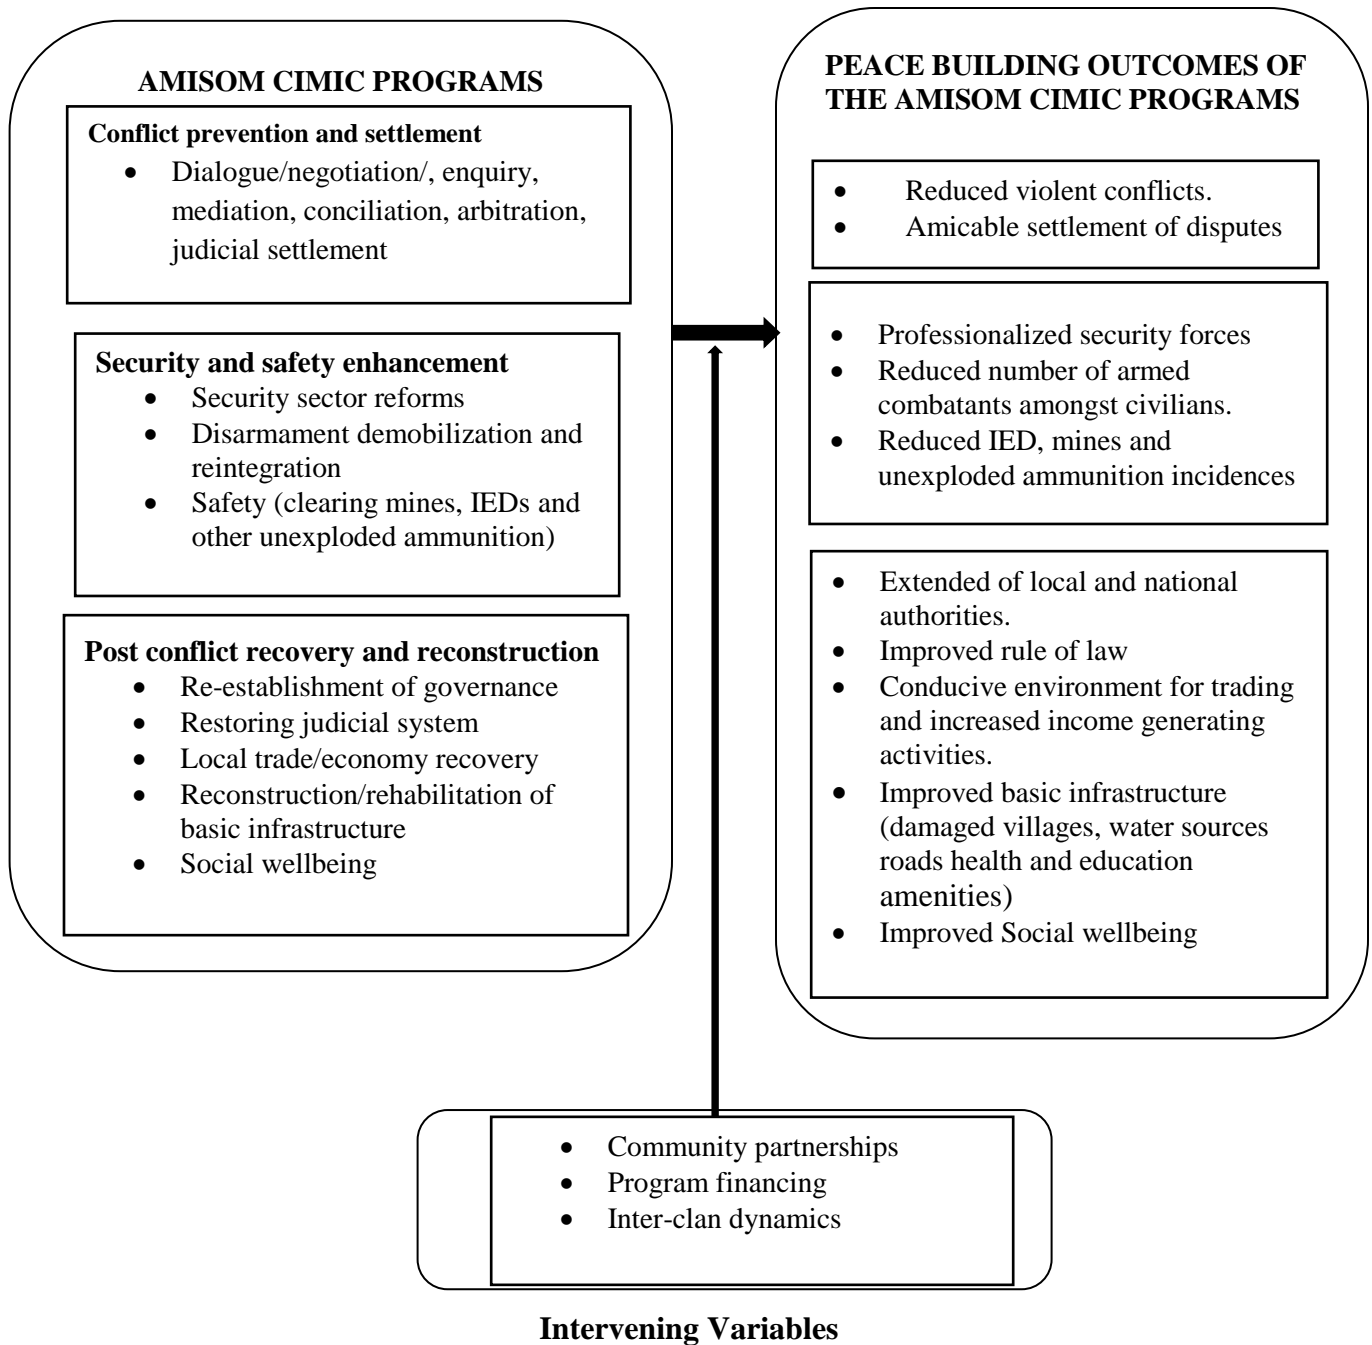 AMISOM CIMIC PROGRAMS
Conflict prevention and settlement
• Dialogue/negotiation/, enquiry,
mediation, conciliation, arbitration,
judicial settlement
Security and safety enhancement
• Security sector reforms
• Disarmament demobilization and
reintegration
• Safety (clearing mines, IEDs and
other unexploded ammunition)
Post conflict recovery and reconstruction
• Re-establishment of governance
• Restoring judicial system
• Local trade/economy recovery
• Reconstruction/rehabilitation of
basic infrastructure
• Social wellbeing
PEACE BUILDING OUTCOMES OF
THE AMISOM CIMIC PROGRAMS
• Reduced violent conflicts.
• Amicable settlement of disputes
• Professionalized security forces
• Reduced number of armed
combatants amongst civilians.
• Reduced IED, mines and
unexploded ammunition incidences
• Extended of local and national
authorities.
• Improved rule of law
• Conducive environment for trading
and increased income generating
activities.
• Improved basic infrastructure
(damaged villages, water sources
roads health and education
amenities)
• Improved Social wellbeing
• Community partnerships
• Program financing
• Inter-clan dynamics
Intervening Variables